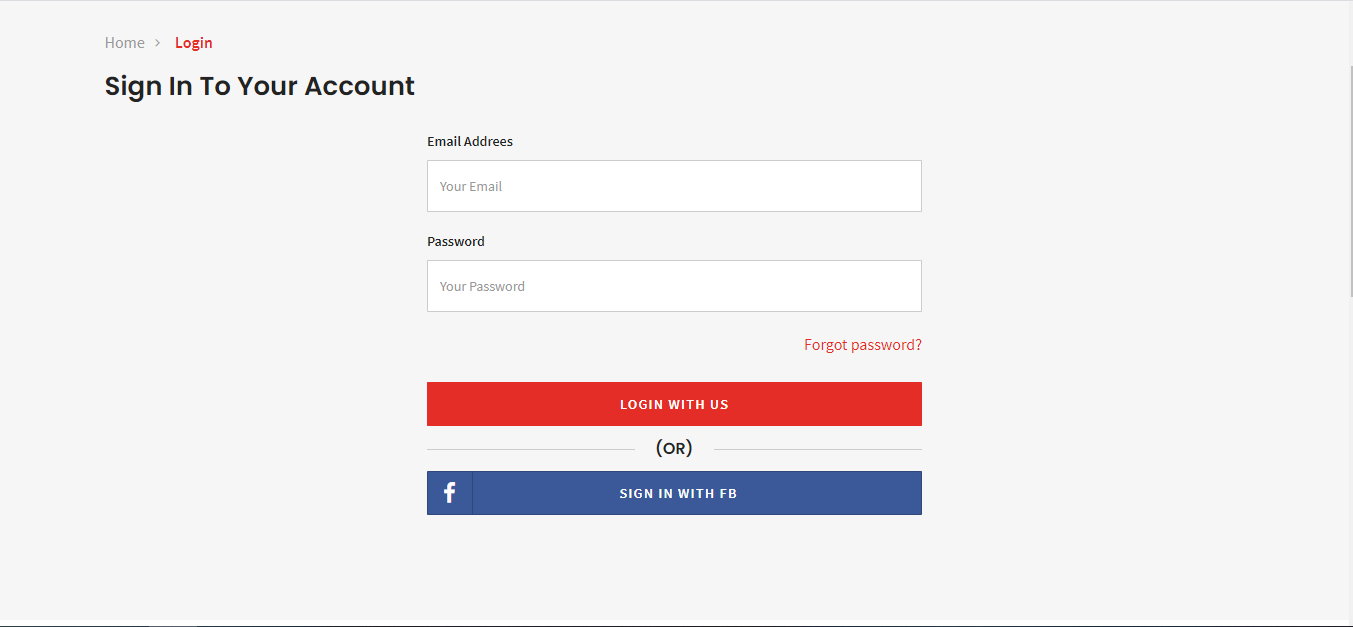 Home > Login
Sign In To Your Account
Email Addrees
Your Email
Password
Your Password
Forgot password?
LOGIN WITH US
(OR)
SIGN IN WITH FB